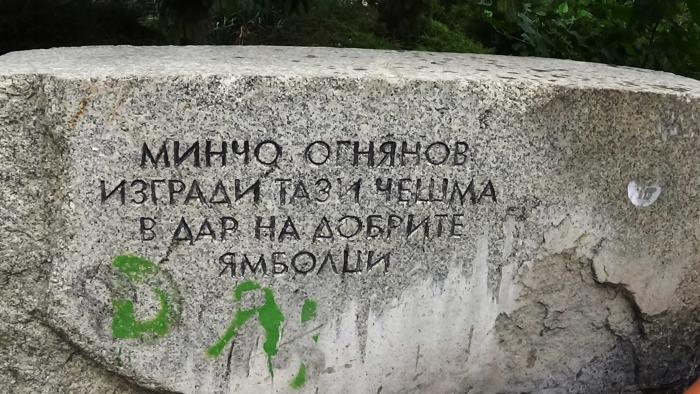 МИНЧО ОГНЯНОВ
ИЗГРАДИ ТАЗИ ЧЕШМА
В ДАР НА ДОБРИТЕ
ЯМБОЛЦИ